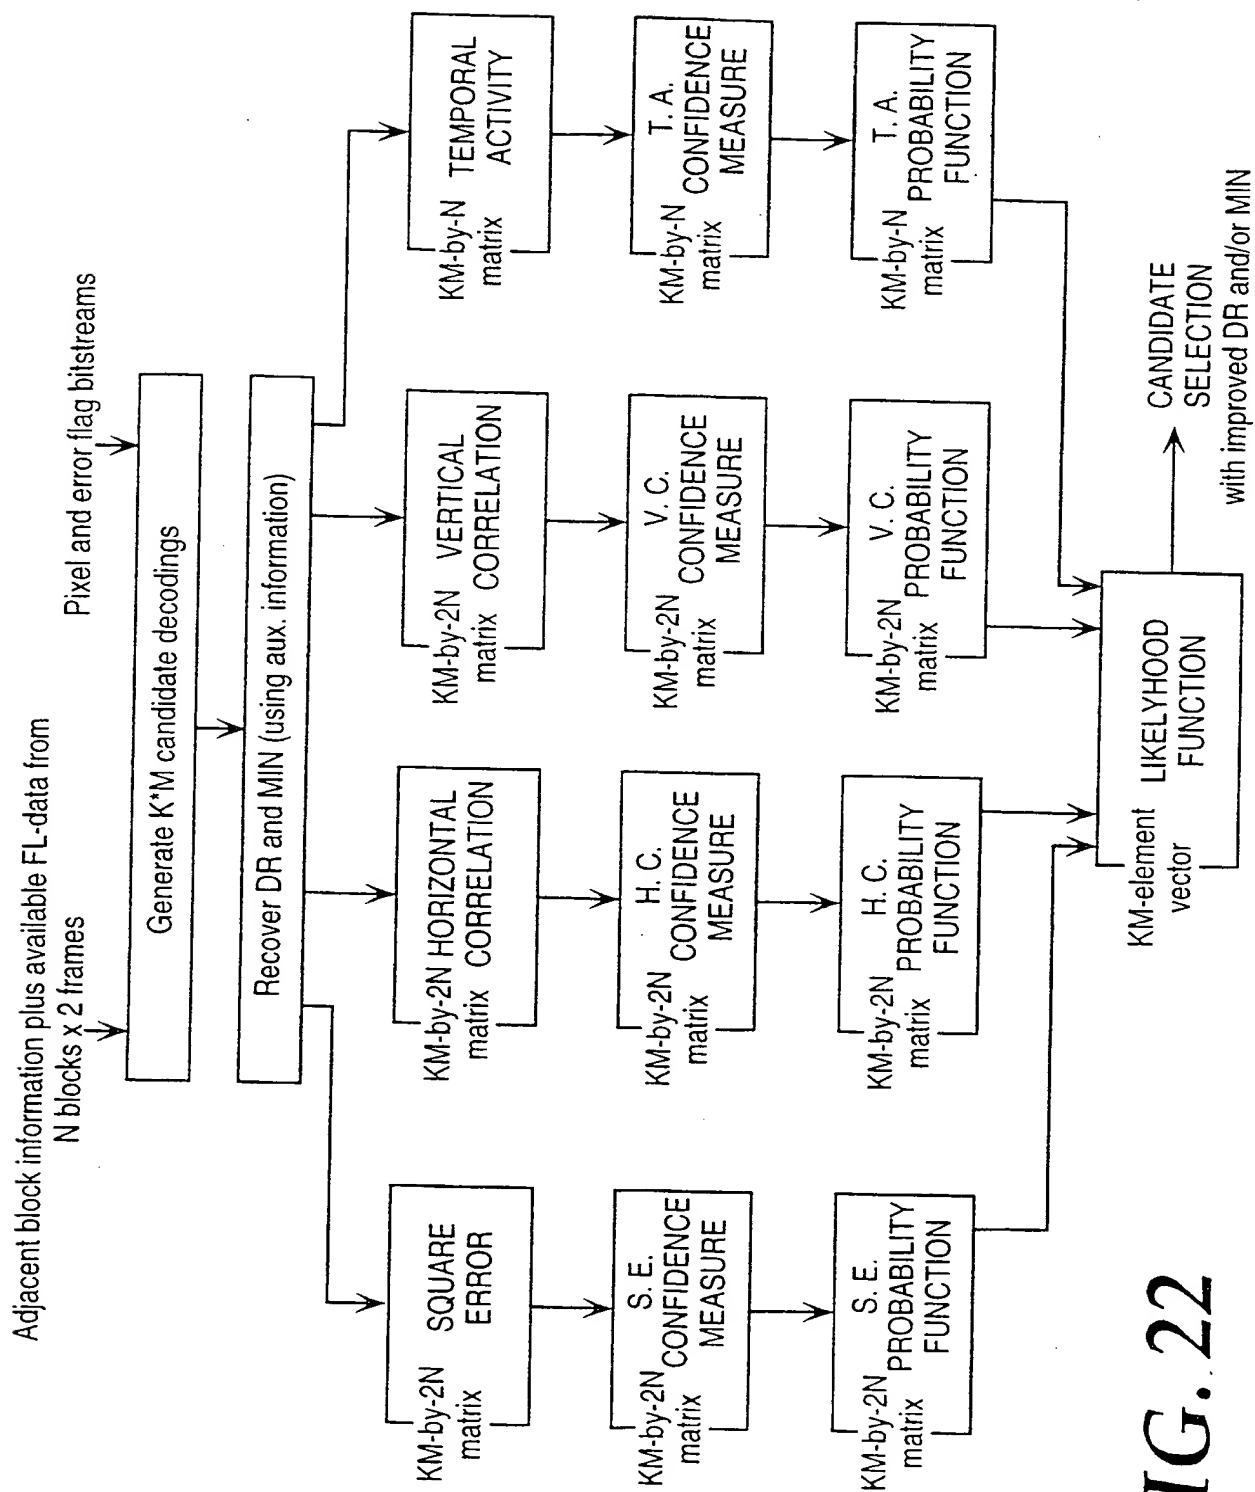 Adjacent block information plus available FL-data from
N blocks x 2 frames
Pixel and error flag bitstreams
Generate K*M candidate decodings
Recover DR and MIN (using aux. information)
KM-by-2N
matrix
SQUARE
ERROR
KM-by-2N
matrix
HORIZONTAL
CORRELATION
KM-by-2N
matrix
VERTICAL
CORRELATION
KM-by-N
matrix
TEMPORAL
ACTIVITY
KM-by-2N
matrix
S. E.
CONFIDENCE
MEASURE
KM-by-2N
matrix
H. C.
CONFIDENCE
MEASURE
KM-by-2N
matrix
V. C.
CONFIDENCE
MEASURE
KM-by-N
matrix
T. A.
CONFIDENCE
MEASURE
KM-by-2N
matrix
S. E.
PROBABILITY
FUNCTION
KM-by-2N
matrix
H. C.
PROBABILITY
FUNCTION
KM-by-2N
matrix
V. C.
PROBABILITY
FUNCTION
KM-by-N
matrix
T. A.
PROBABILITY
FUNCTION
KM-element
vector
LIKELYHOOD
FUNCTION
CANDIDATE
SELECTION
with improved DR and/or MIN
IG. 22